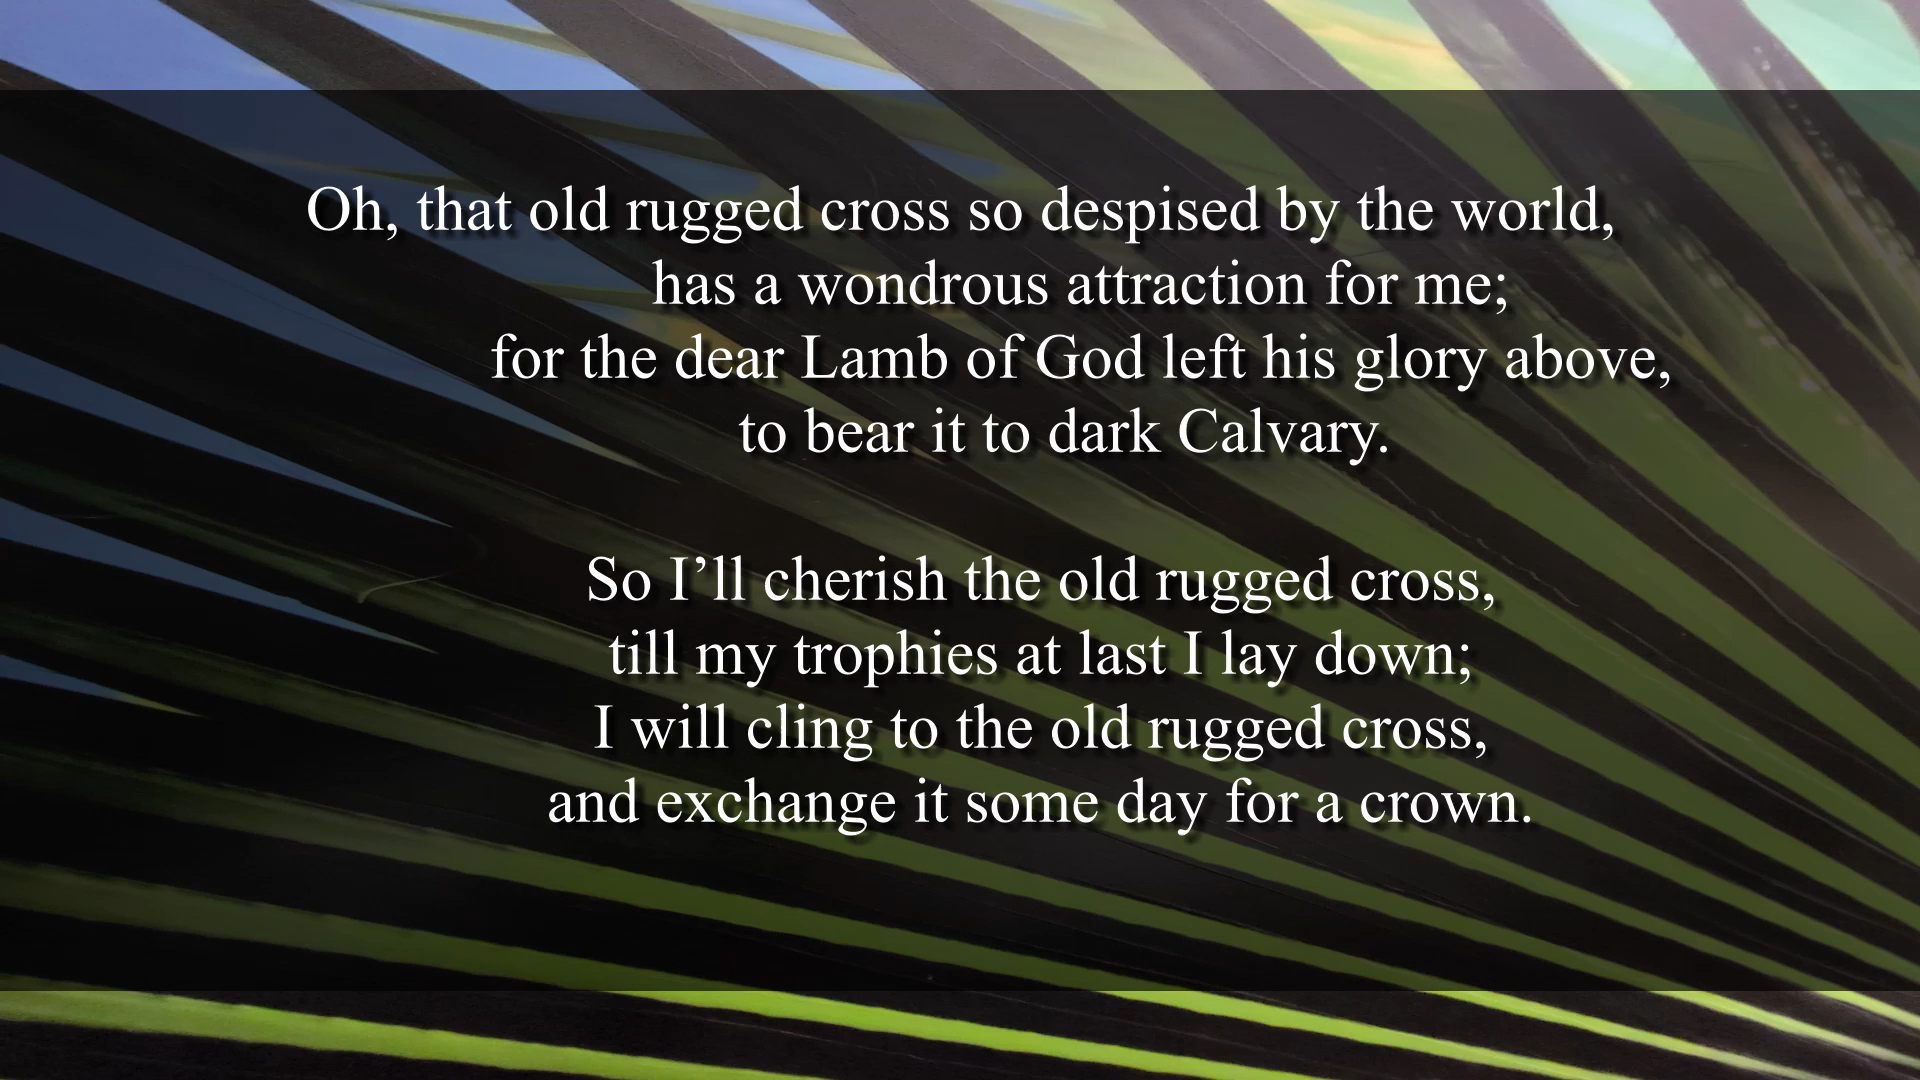 Oh, that old rugged cross so despised by the world,
has a wondrous attraction for me;
for the dear Lamb of God left his glory above,
to bear it to dark Calvary.
So I’ll cherish the old rugged cross,
till my trophies at last I lay down;
I will cling to the old rugged cross,
and exchange it some day for a crown.